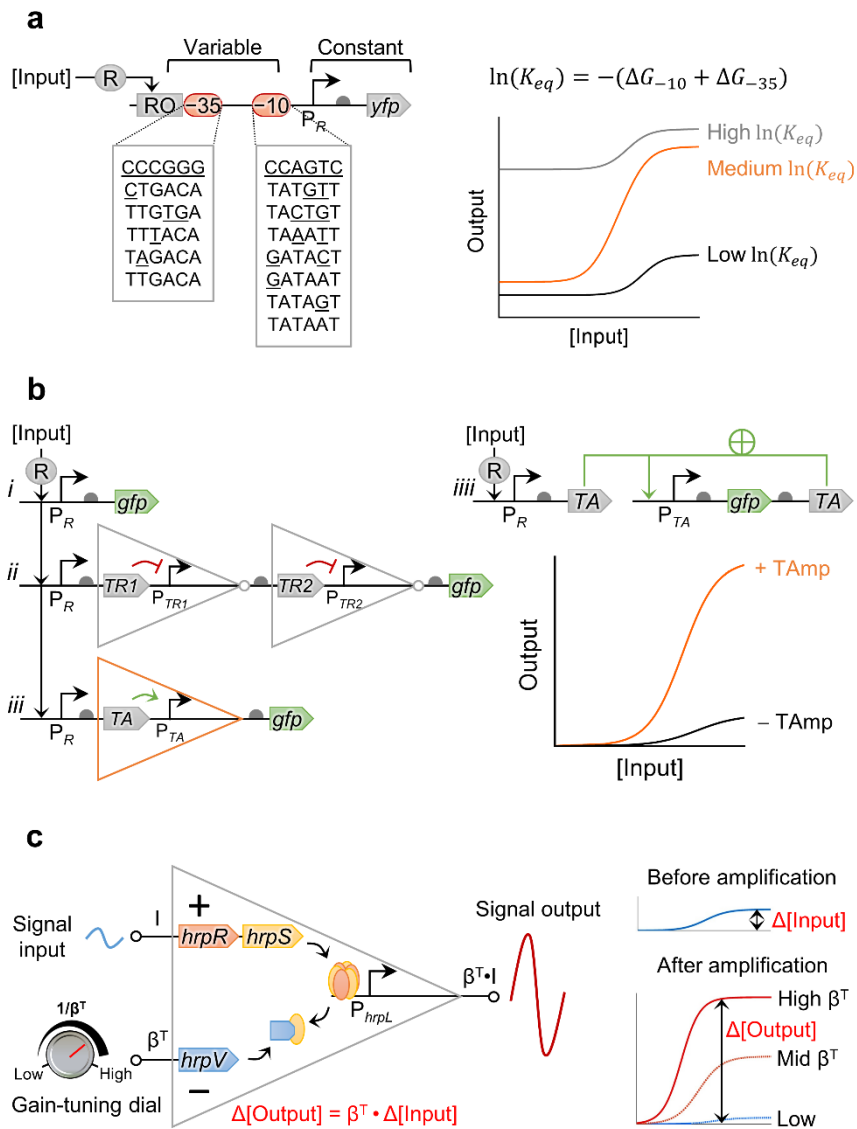 a
Variable
Constant
[Input]
R
RO
−35
−10
P_R
yfp
CCCGGG
CTGACA
TTGTGA
TTTACA
TAGACA
TTGACA
CCAGTC
TATGTT
TACTGT
TAAATT
GATACT
GATAAT
TATAGT
TATAAT
ln(K_eq) = −(ΔG_−10 + ΔG_−35)
Output
High ln(K_eq)
Medium ln(K_eq)
Low ln(K_eq)
[Input]
b
[Input]
R
i
P_R
gfp
ii
P_R
TR1
P_TR1
TR2
P_TR2
gfp
iii
P_R
TA
P_TA
gfp
[Input]
R
iiii
P_R
TA
P_TA
gfp
TA
Output
+ TAmp
− TAmp
[Input]
c
Signal input
I
+
hrpR
hrpS
P_hrpL
1/β^T
Low
High
Gain-tuning dial
β^T
hrpV
−
Δ[Output] = β^T • Δ[Input]
β^T•I
Signal output
Before amplification
Δ[Input]
After amplification
High β^T
Δ[Output]
Mid β^T
Low